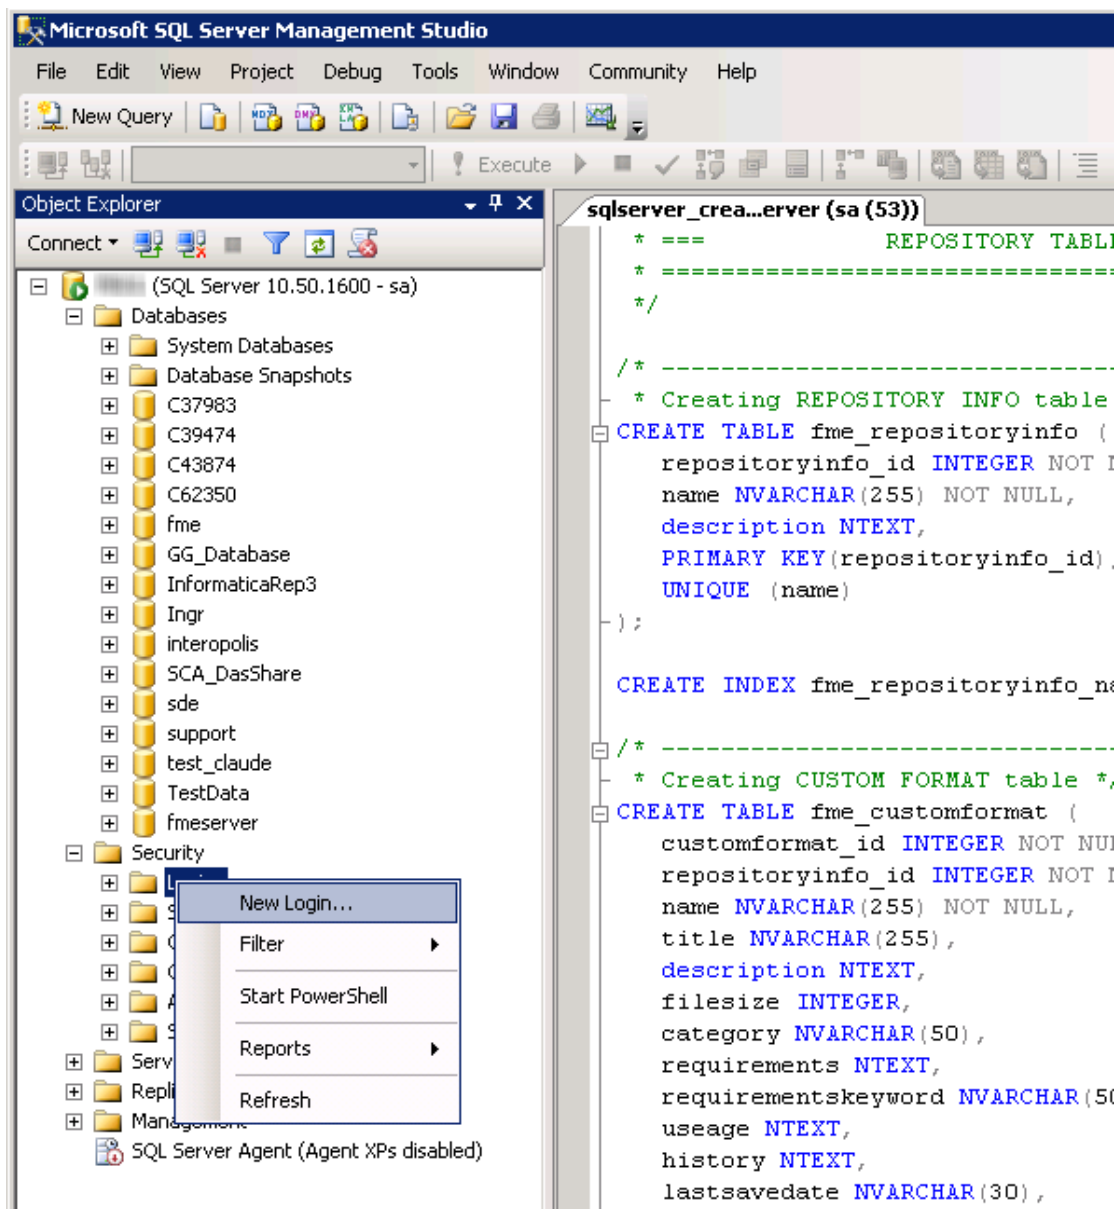 Microsoft SQL Server Management Studio
File Edit View Project Debug Tools Window Community Help
New Query
Execute
Object Explorer
Connect
(SQL Server 10.50.1600 - sa)
Databases
System Databases
Database Snapshots
C37983
C39474
C43874
C62350
fme
GG_Database
InformaticaRep3
Ingr
interopolis
SCA_DasShare
sde
support
test_claude
TestData
fmeserver
Security
New Login...
Filter
Start PowerShell
Reports
Refresh
Serv
Repli
SQL Server Agent (Agent XPs disabled)
sqlserver_crea...erver (sa (53))
* === REPOSITORY TABL
* ==============================
*/
/* ------------------------------
* Creating REPOSITORY INFO table
CREATE TABLE fme_repositoryinfo (
repositoryinfo_id INTEGER NOT
name NVARCHAR(255) NOT NULL,
description NTEXT,
PRIMARY KEY(repositoryinfo_id),
UNIQUE (name)
);
CREATE INDEX fme_repositoryinfo_na
/* ------------------------------
* Creating CUSTOM FORMAT table *
CREATE TABLE fme_customformat (
customformat_id INTEGER NOT NU
repositoryinfo_id INTEGER NOT
name NVARCHAR(255) NOT NULL,
title NVARCHAR(255),
description NTEXT,
filesize INTEGER,
category NVARCHAR(50),
requirements NTEXT,
requirementskeyword NVARCHAR(50
useage NTEXT,
history NTEXT,
lastsavedate NVARCHAR(30),